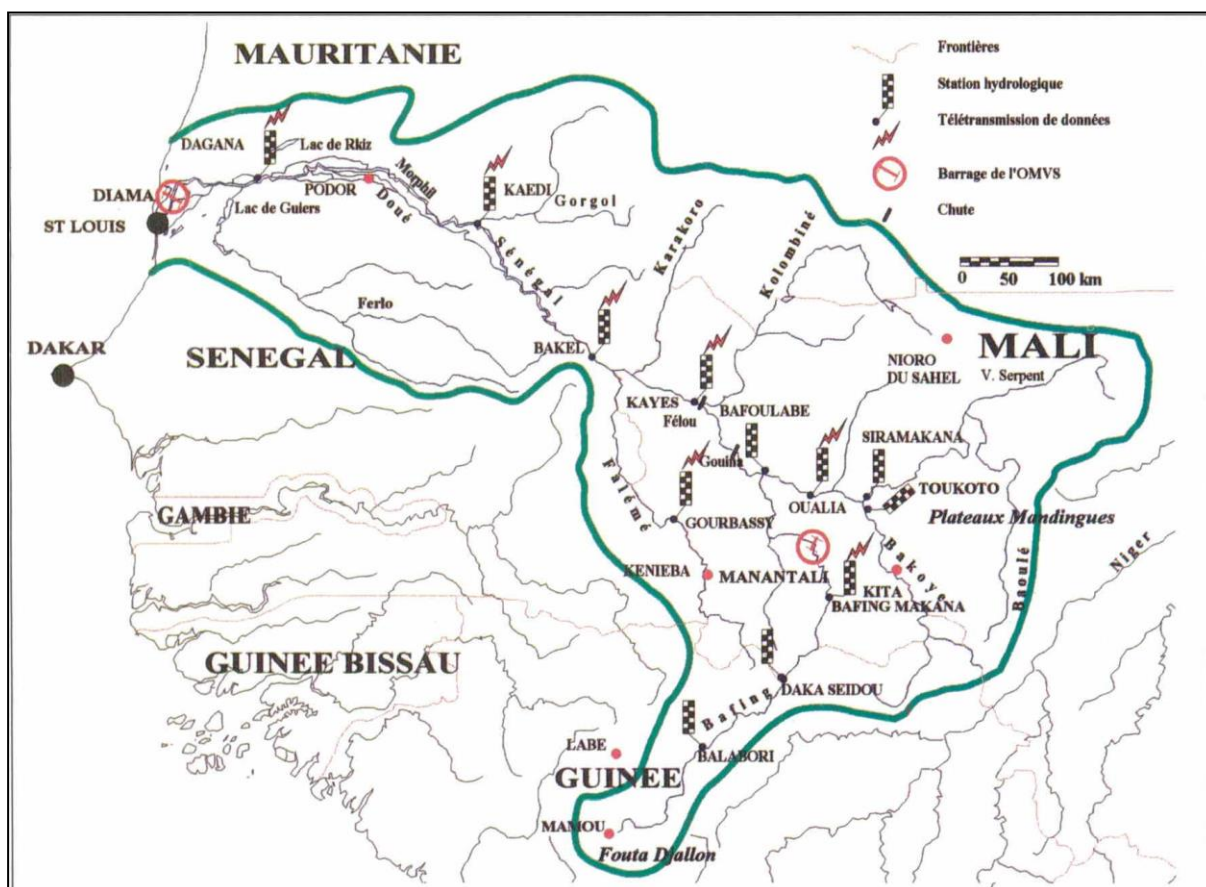 MAURITANIE
Frontières
Station hydrologique
Télétransmission de données
Barrage de l'OMVS
Chute
0 50 100 km
DAGANA
Lac de Rkiz
DIAMA
PODOR
Morphil
Doué
KAEDI
Gorgol
Lac de Guiers
ST LOUIS
Sénégal
Karakoro
Kolombiné
Ferlo
DAKAR
SENEGAL
BAKEL
NIORO
DU SAHEL
MALI
V. Serpent
KAYES
Félou
BAFOULABE
SIRAMAKANA
Gouina
Falémé
OUALIA
TOUKOTO
Plateaux Mandingues
GAMBIE
GOURBASSY
KENIEBA
MANANTALI
Bakoye
KITA
BAFING MAKANA
Baoulé
Niger
GUINEE BISSAU
DAKA SEIDOU
Bafing
BALABORI
LABE
GUINEE
MAMOU
Fouta Djallon